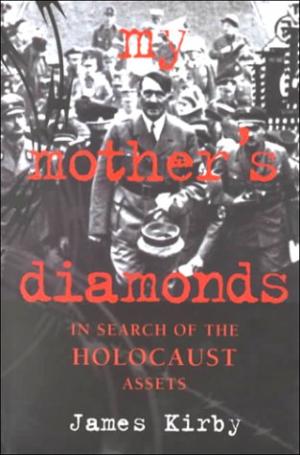 my
mother's
diamonds
IN SEARCH OF THE
HOLOCAUST
ASSETS
James Kirby